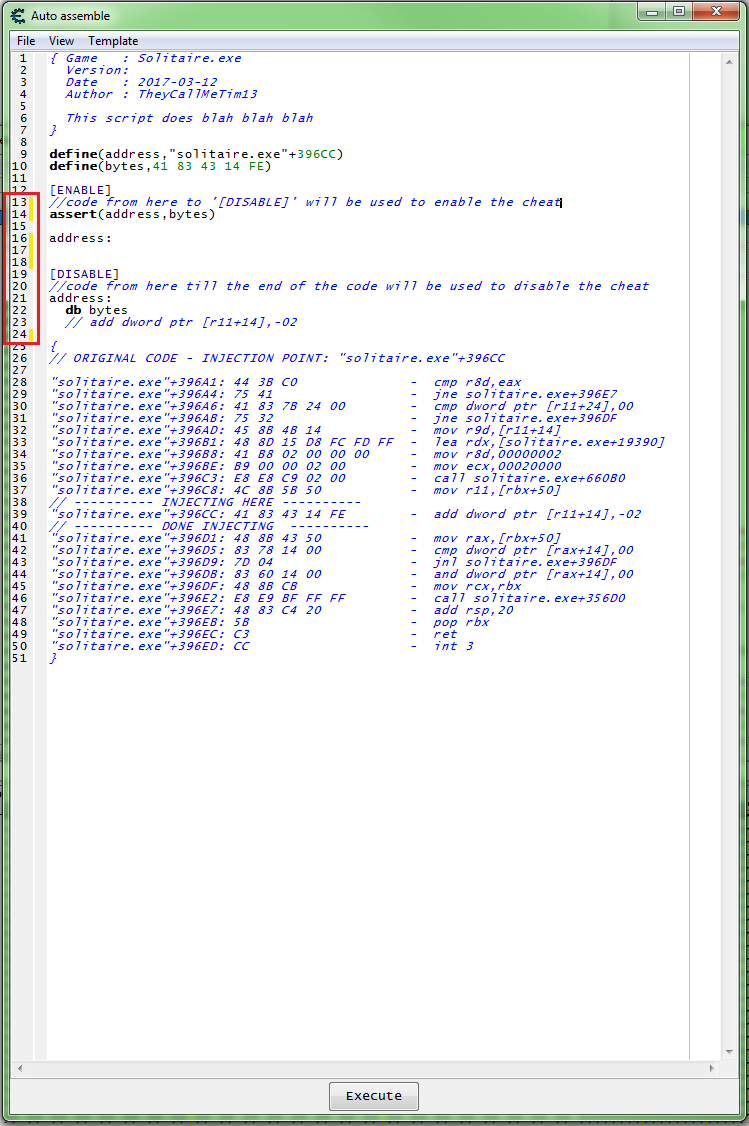 Auto assemble
File View Template
1 { Game   : Solitaire.exe
2   Version:
3   Date   : 2017-03-12
4   Author : TheyCallMeTim13
5
6   This script does blah blah blah
7 }
8
9 define(address,"solitaire.exe"+396CC)
10 define(bytes,41 83 43 14 FE)
11
12 [ENABLE]
13 //code from here to '[DISABLE]' will be used to enable the cheat
14 assert(address,bytes)
15
16 address:
17
18
19 [DISABLE]
20 //code from here till the end of the code will be used to disable the cheat
21 address:
22   db bytes
23   // add dword ptr [r11+14],-02
24
25 {
26 // ORIGINAL CODE - INJECTION POINT: "solitaire.exe"+396CC
27
28 "solitaire.exe"+396A1: 44 3B C0              -  cmp r8d,eax
29 "solitaire.exe"+396A4: 75 41                 -  jne solitaire.exe+396E7
30 "solitaire.exe"+396A6: 41 83 7B 24 00        -  cmp dword ptr [r11+24],00
31 "solitaire.exe"+396AB: 75 32                 -  jne solitaire.exe+396DF
32 "solitaire.exe"+396AD: 45 8B 4B 14           -  mov r9d,[r11+14]
33 "solitaire.exe"+396B1: 48 8D 15 D8 FC FD FF  -  lea rdx,[solitaire.exe+19390]
34 "solitaire.exe"+396B8: 41 B8 02 00 00 00     -  mov r8d,00000002
35 "solitaire.exe"+396BE: B9 00 00 02 00        -  mov ecx,00020000
36 "solitaire.exe"+396C3: E8 E8 C9 02 00        -  call solitaire.exe+660B0
37 "solitaire.exe"+396C8: 4C 8B 5B 50           -  mov r11,[rbx+50]
38 // ---------- INJECTING HERE ----------
39 "solitaire.exe"+396CC: 41 83 43 14 FE        -  add dword ptr [r11+14],-02
40 // ---------- DONE INJECTING  ----------
41 "solitaire.exe"+396D1: 48 8B 43 50           -  mov rax,[rbx+50]
42 "solitaire.exe"+396D5: 83 78 14 00           -  cmp dword ptr [rax+14],00
43 "solitaire.exe"+396D9: 7D 04                 -  jnl solitaire.exe+396DF
44 "solitaire.exe"+396DB: 83 60 14 00           -  and dword ptr [rax+14],00
45 "solitaire.exe"+396DF: 48 8B CB              -  mov rcx,rbx
46 "solitaire.exe"+396E2: E8 E9 BF FF FF        -  call solitaire.exe+356D0
47 "solitaire.exe"+396E7: 48 83 C4 20           -  add rsp,20
48 "solitaire.exe"+396EB: 5B                    -  pop rbx
49 "solitaire.exe"+396EC: C3                    -  ret
50 "solitaire.exe"+396ED: CC                    -  int 3
51 }
Execute